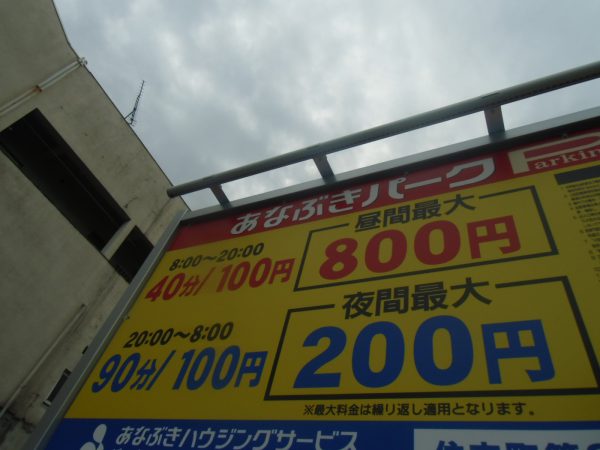 あなぶきパーク
Parkin
8:00～20:00
40分/100円
昼間最大
800円
20:00～8:00
90分/100円
夜間最大
200円
※最大料金は繰り返し適用となります。
あなぶきハウジングサービス